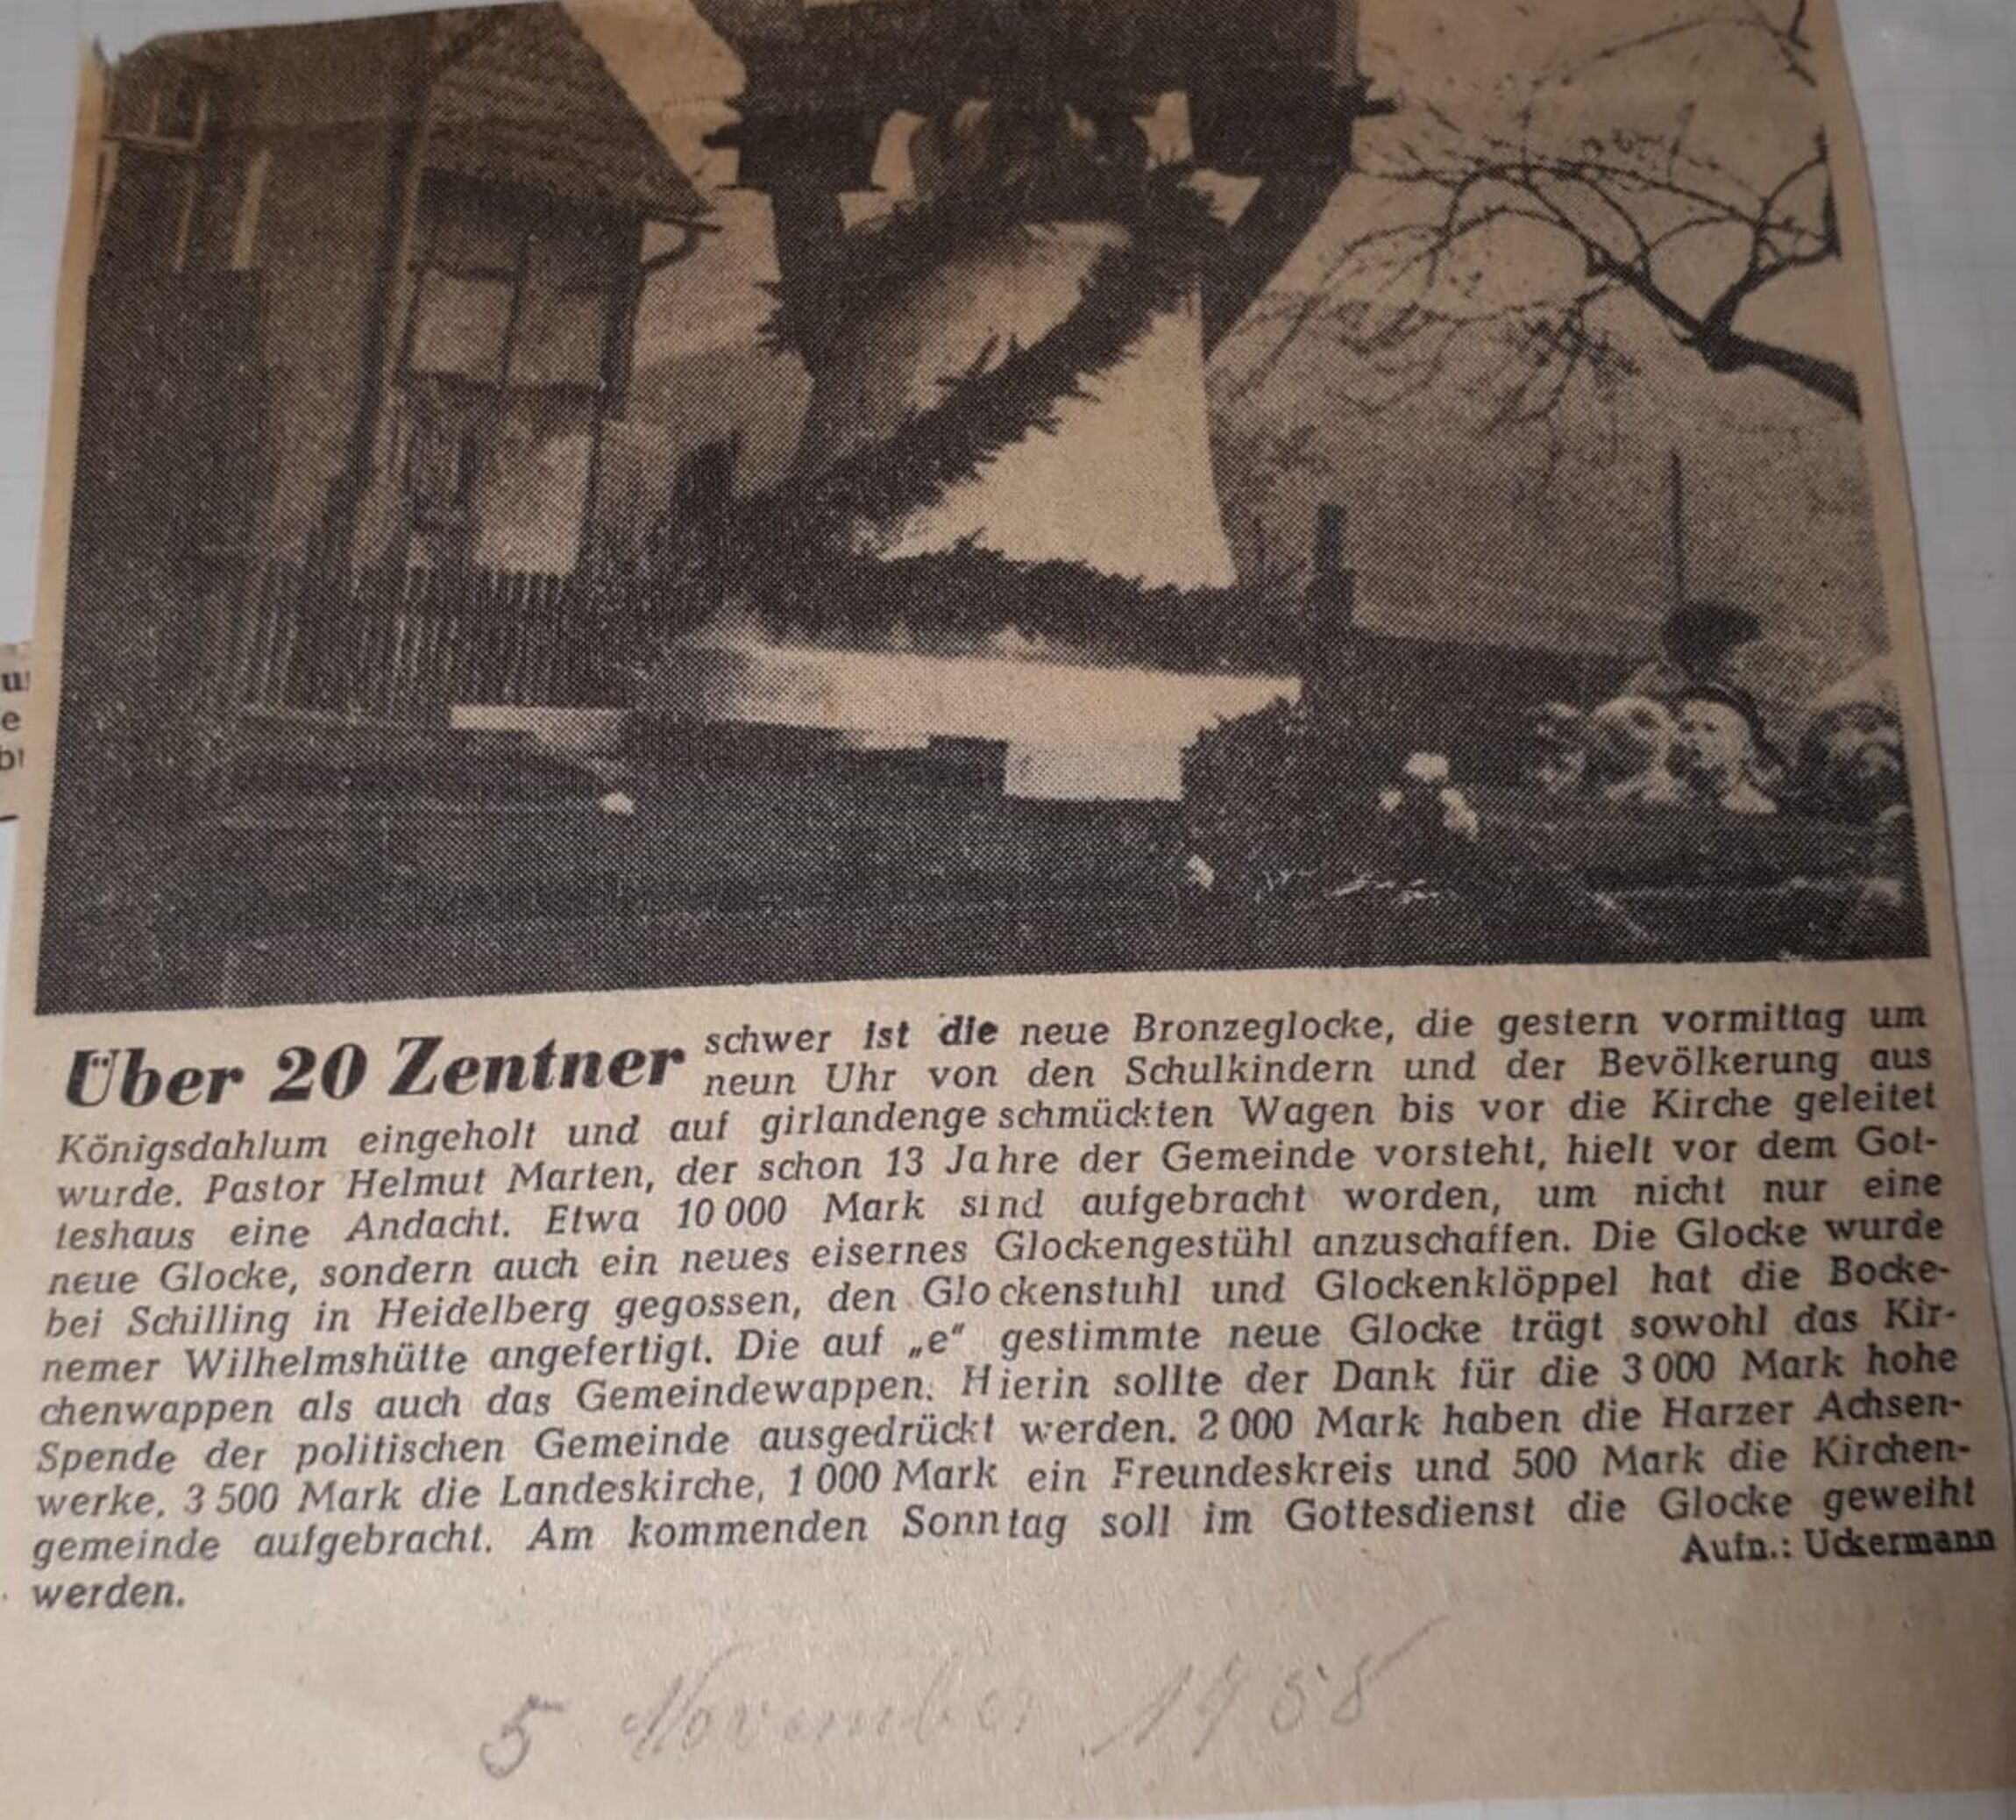 Über 20 Zentner schwer ist die neue Bronzeglocke, die gestern vormittag um
neun Uhr von den Schulkindern und der Bevölkerung aus
Königsdahlum eingeholt und auf girlandengeschmückten Wagen bis vor die Kirche geleitet
wurde. Pastor Helmut Marten, der schon 13 Jahre der Gemeinde vorsteht, hielt vor dem Got-
teshaus eine Andacht. Etwa 10 000 Mark sind aufgebracht worden, um nicht nur eine
neue Glocke, sondern auch ein neues eisernes Glockengestühl anzuschaffen. Die Glocke wurde
bei Schilling in Heidelberg gegossen, den Glockenstuhl und Glockenklöppel hat die Bocke-
nemer Wilhelmshütte angefertigt. Die auf „e" gestimmte neue Glocke trägt sowohl das Kir-
chenwappen als auch das Gemeindewappen. Hierin sollte der Dank für die 3 000 Mark hohe
Spende der politischen Gemeinde ausgedrückt werden. 2 000 Mark haben die Harzer Achsen-
werke, 3 500 Mark die Landeskirche, 1 000 Mark ein Freundeskreis und 500 Mark die Kirchen-
gemeinde aufgebracht. Am kommenden Sonntag soll im Gottesdienst die Glocke geweiht
werden.
Aufn.: Uckermann
5 November 1958